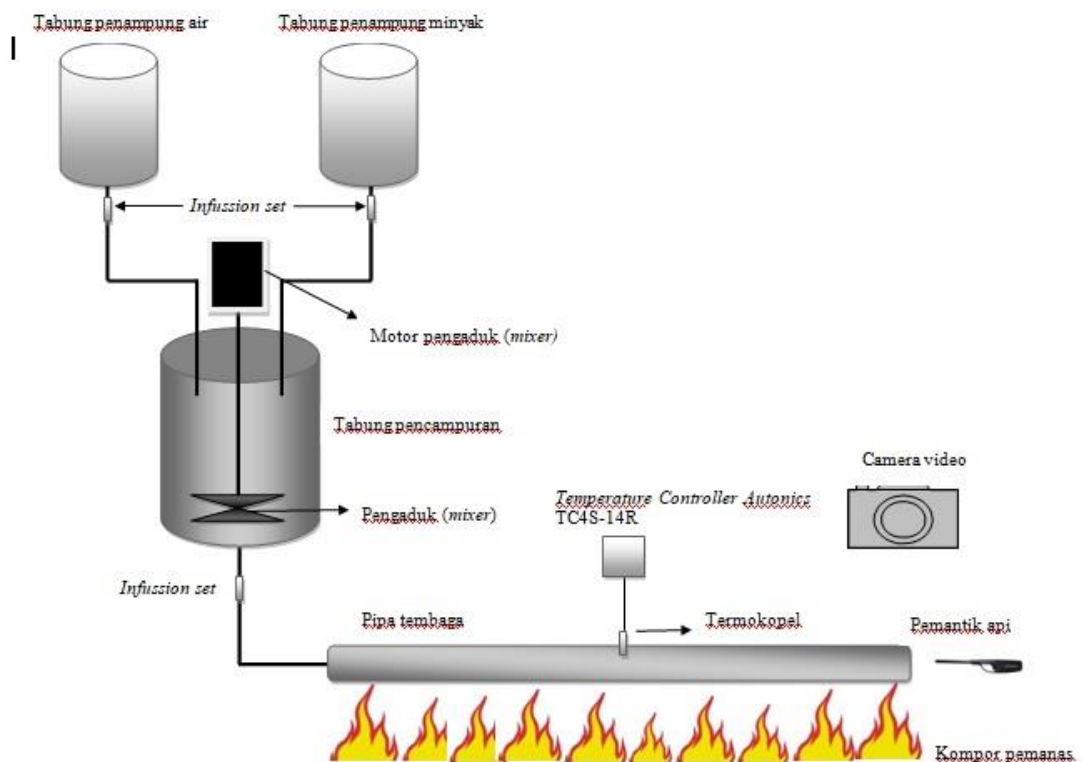 Tabung penampung air
Tabung penampung minyak
Infussion set
Motor pengaduk (mixer)
Tabung pencampuran
Camera video
Temperature Controller Autonics
TC4S-14R
Pengaduk (mixer)
Infussion set
Pipa tembaga
Termokopel
Pemantik api
Kompor pemanas